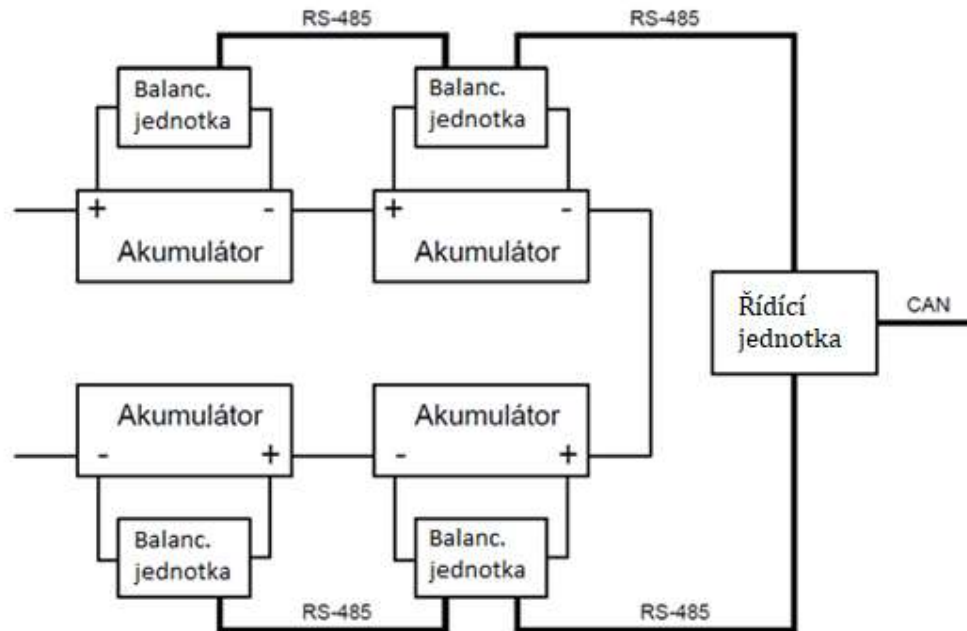 RS-485
RS-485
Balanc.
jednotka
Balanc.
jednotka
+ -
+ -
Akumulátor
Akumulátor
Řídící
jednotka
CAN
Akumulátor
Akumulátor
- +
- +
Balanc.
jednotka
Balanc.
jednotka
RS-485
RS-485